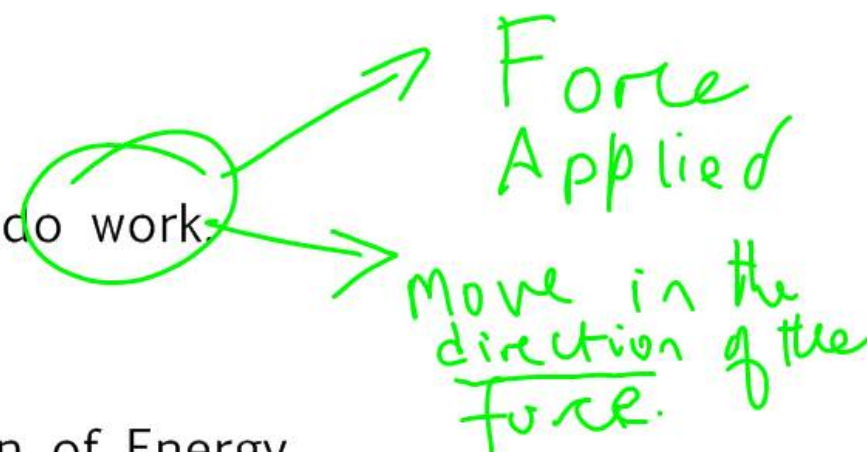 Force
Applied
do work.
Move in the
direction of the
Force.
n of Energy